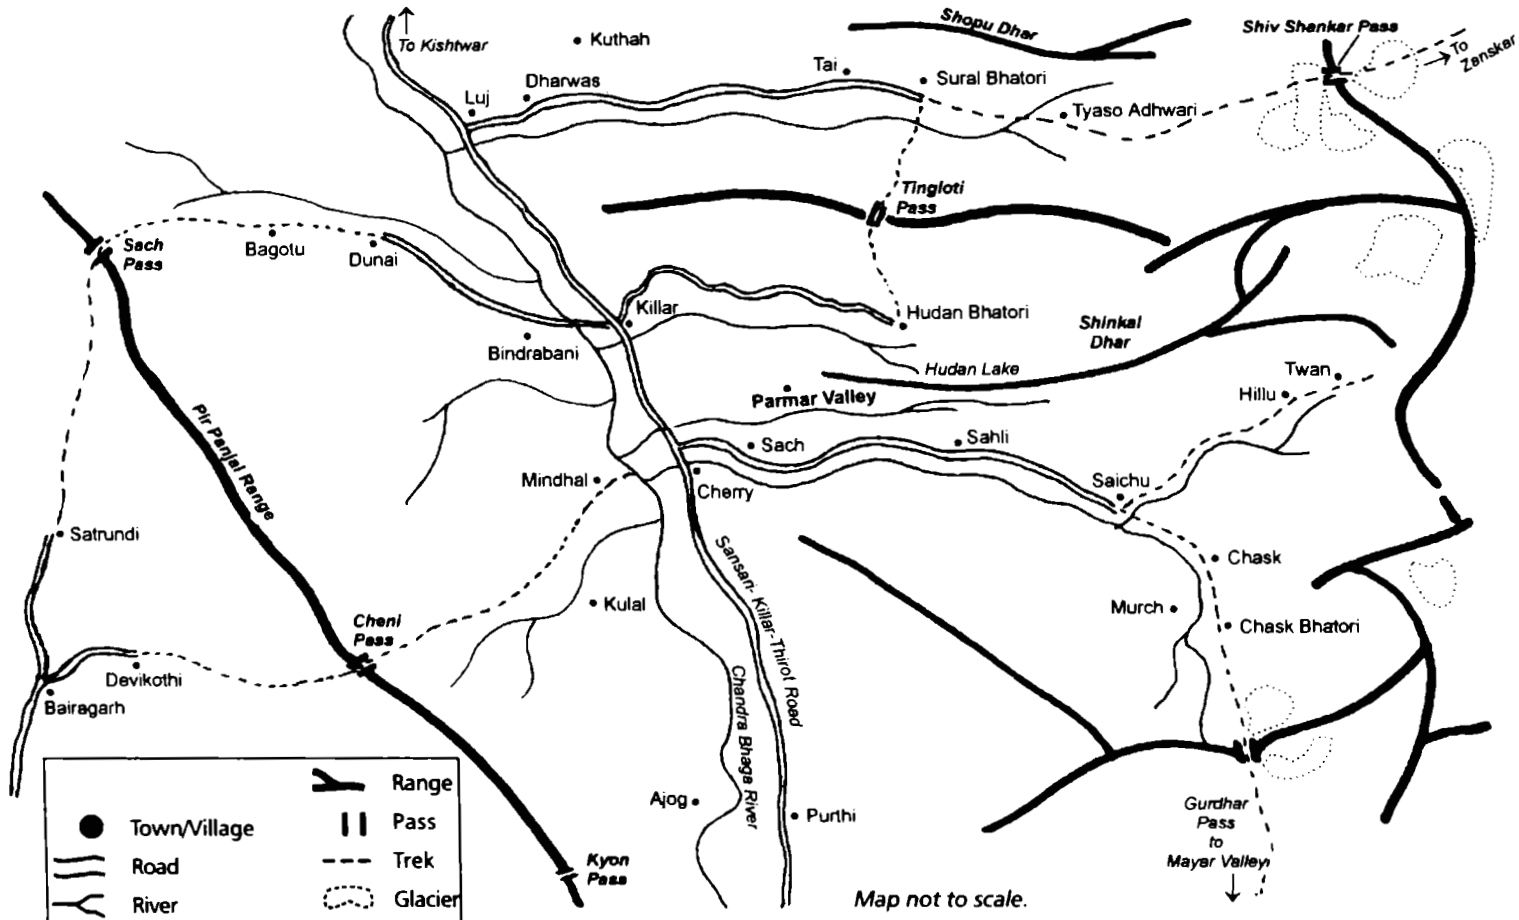 To Kishtwar
Kuthah
Shopu Dhar
Shiv Shankar Pass
To
Zanskar
Tai
Sural Bhatori
Dharwas
Luj
Tyaso Adhwari
Tingloti
Pass
Sach
Pass
Bagotu
Dunai
Killar
Hudan Bhatori
Shinkal
Dhar
Bindrabani
Hudan Lake
Twan
Hillu
Parmar Valley
Pir Panjal Range
Sach
Sahli
Mindhal
Cherry
Saichu
Satrundi
Sansari-Killar-Thirot Road
Chask
Kulal
Murch
Chask Bhatori
Cheni
Pass
Devikothi
Bairagarh
Chandra Bhaga River
Ajog
Purthi
Gurdhar
Pass
to
Mayar Valley
Kyon
Pass
Range
Town/Village
Pass
Road
Trek
River
Glacier
Map not to scale.